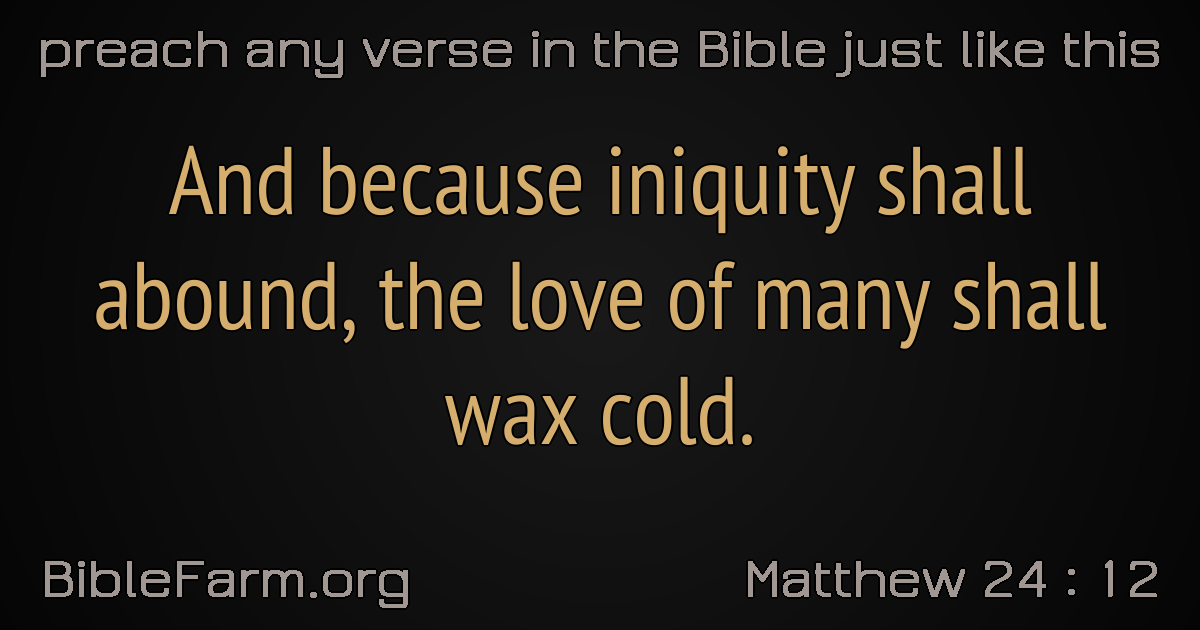 preach any verse in the Bible just like this
And because iniquity shall
abound, the love of many shall
wax cold.
BibleFarm.org
Matthew 24 : 12